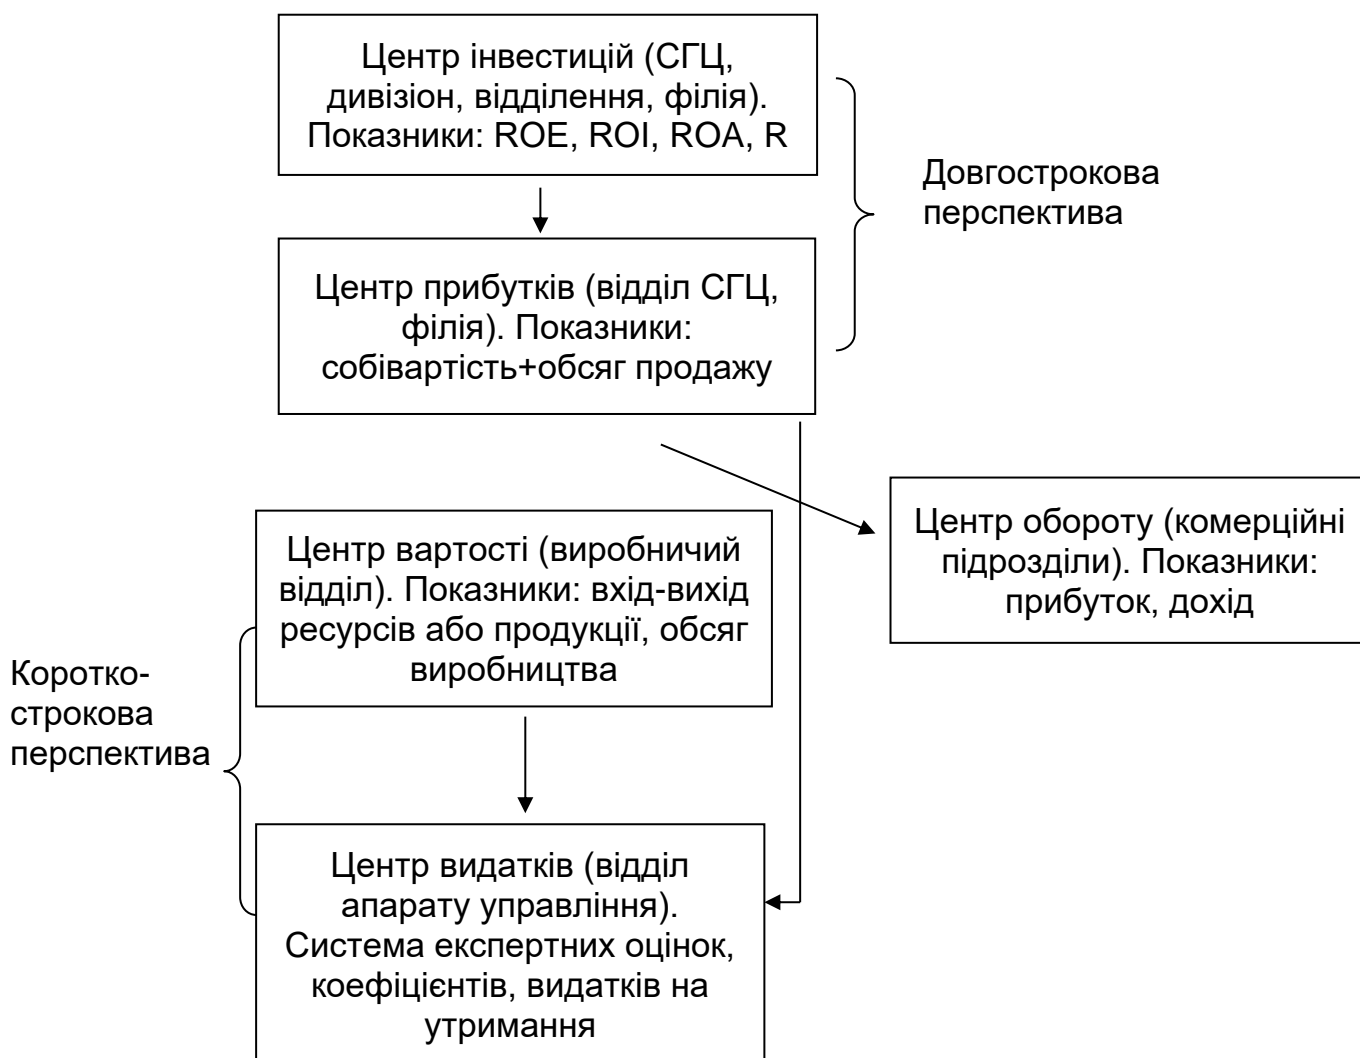 Центр інвестицій (СГЦ,
дивізіон, відділення, філія).
Показники: ROE, ROI, ROA, R
Довгострокова
перспектива
Центр прибутків (відділ СГЦ,
філія). Показники:
собівартість+обсяг продажу
Центр обороту (комерційні
підрозділи). Показники:
прибуток, дохід
Центр вартості (виробничий
відділ). Показники: вхід-вихід
ресурсів або продукції, обсяг
виробництва
Коротко-
строкова
перспектива
Центр видатків (відділ
апарату управління).
Система експертних оцінок,
коефіцієнтів, видатків на
утримання